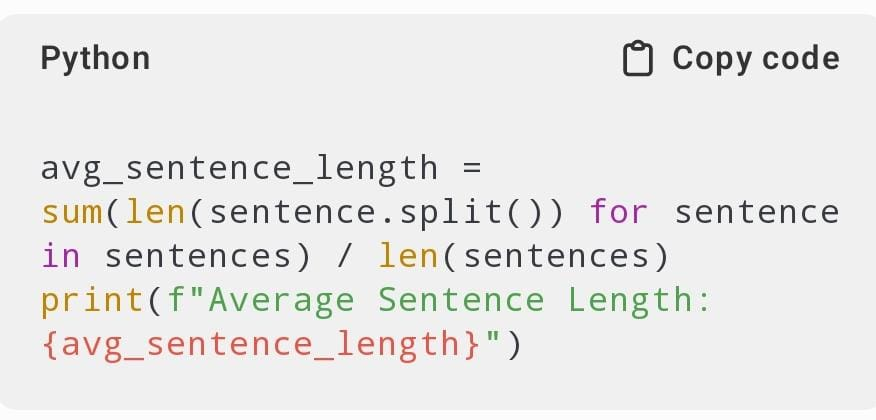 Python
Copy code
avg_sentence_length =
sum(len(sentence.split()) for sentence
in sentences) / len(sentences)
print(f"Average Sentence Length:
{avg_sentence_length}")